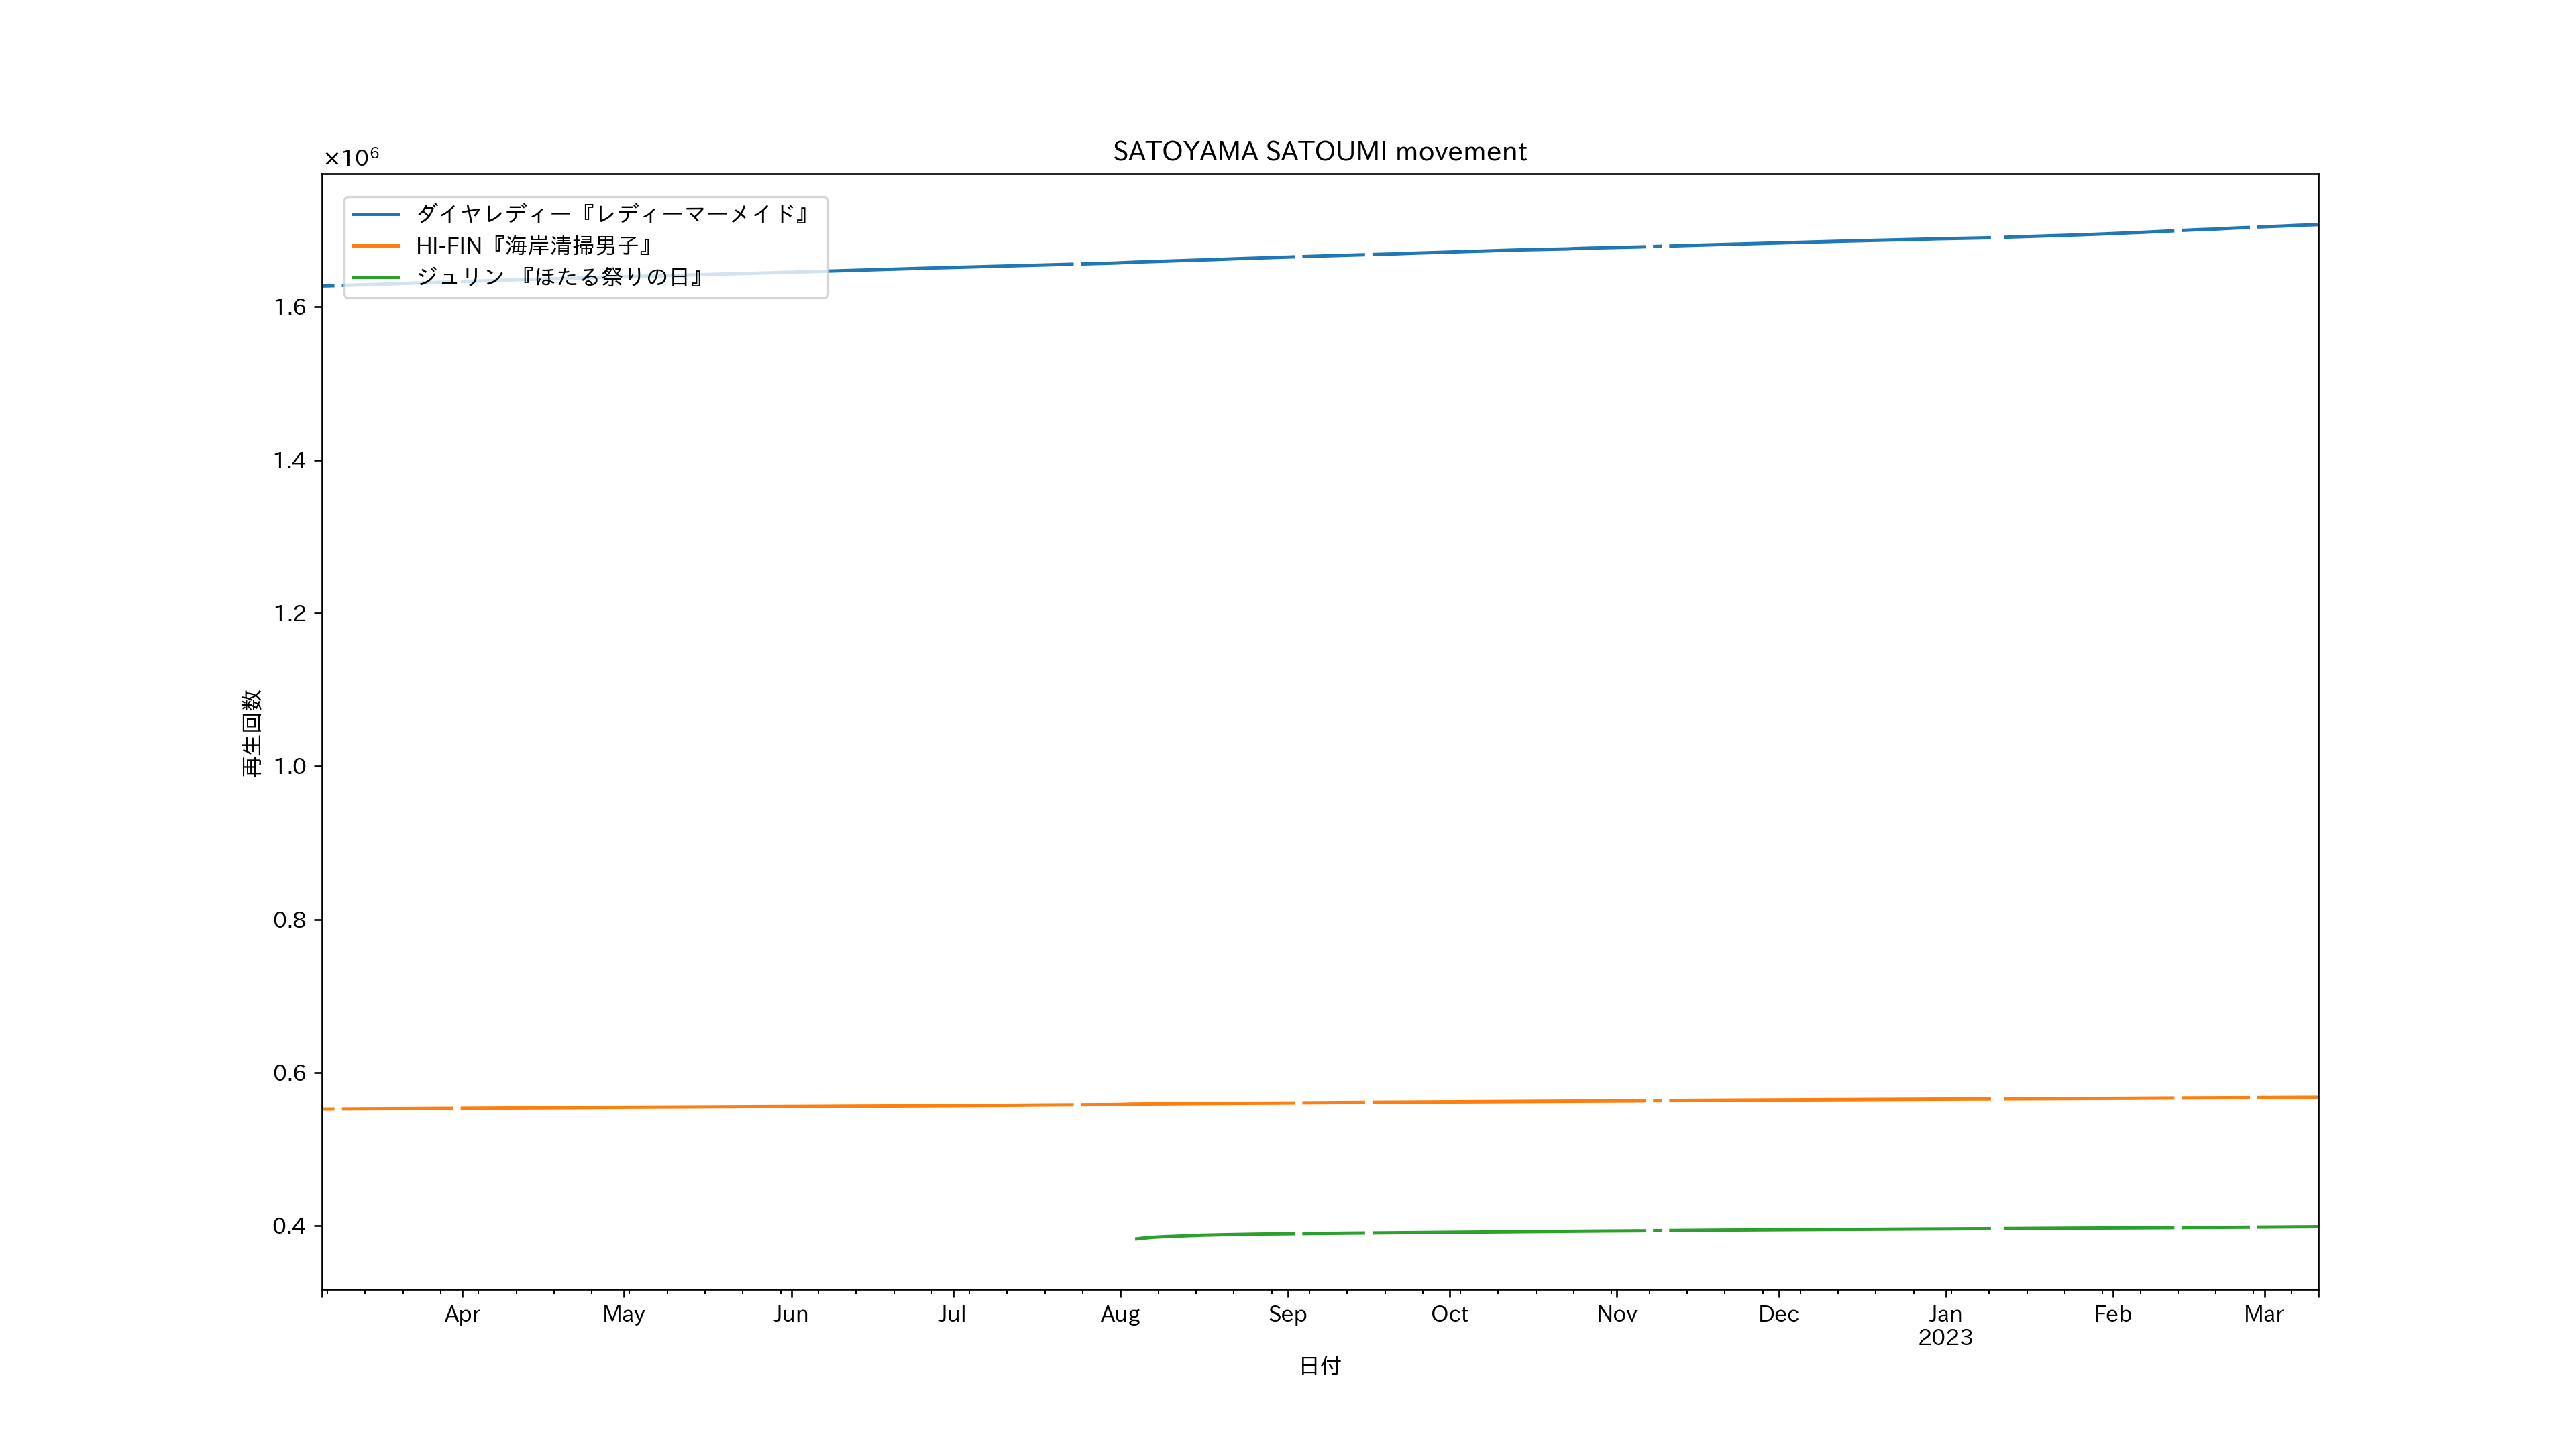 SATOYAMA SATOUMI movement
×10⁶
ダイヤレディー『レディーマーメイド』
HI-FIN『海岸清掃男子』
ジュリン 『ほたる祭りの日』
1.6
1.4
1.2
1.0
0.8
0.6
0.4
再生回数
Apr May Jun Jul Aug Sep Oct Nov Dec Jan Feb Mar
2023
日付